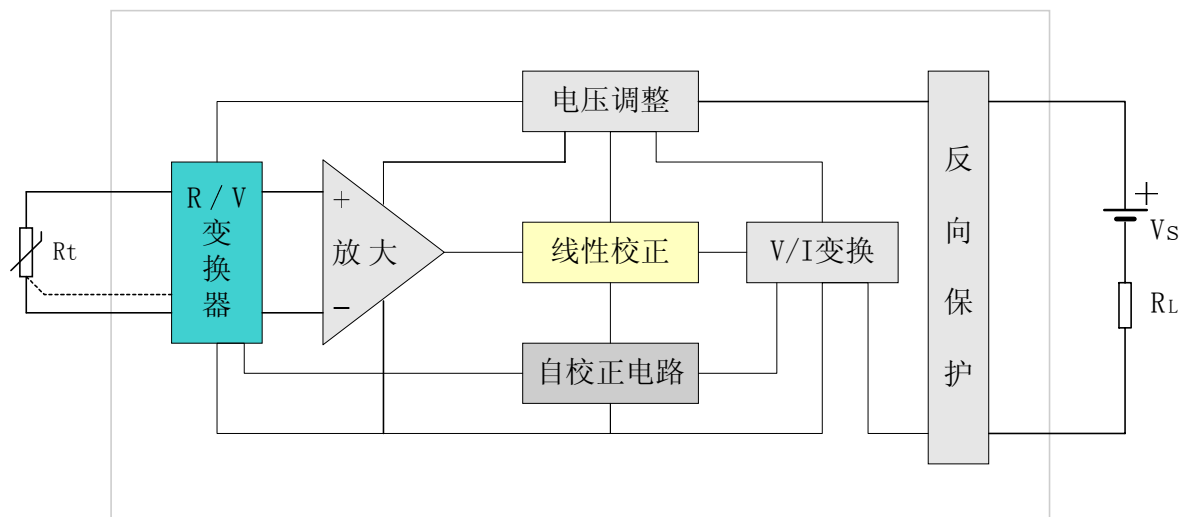 电压调整
R/V
变
换
器
Rt
+
放大
−
线性校正
V/I变换
自校正电路
反
向
保
护
+
Vs
RL